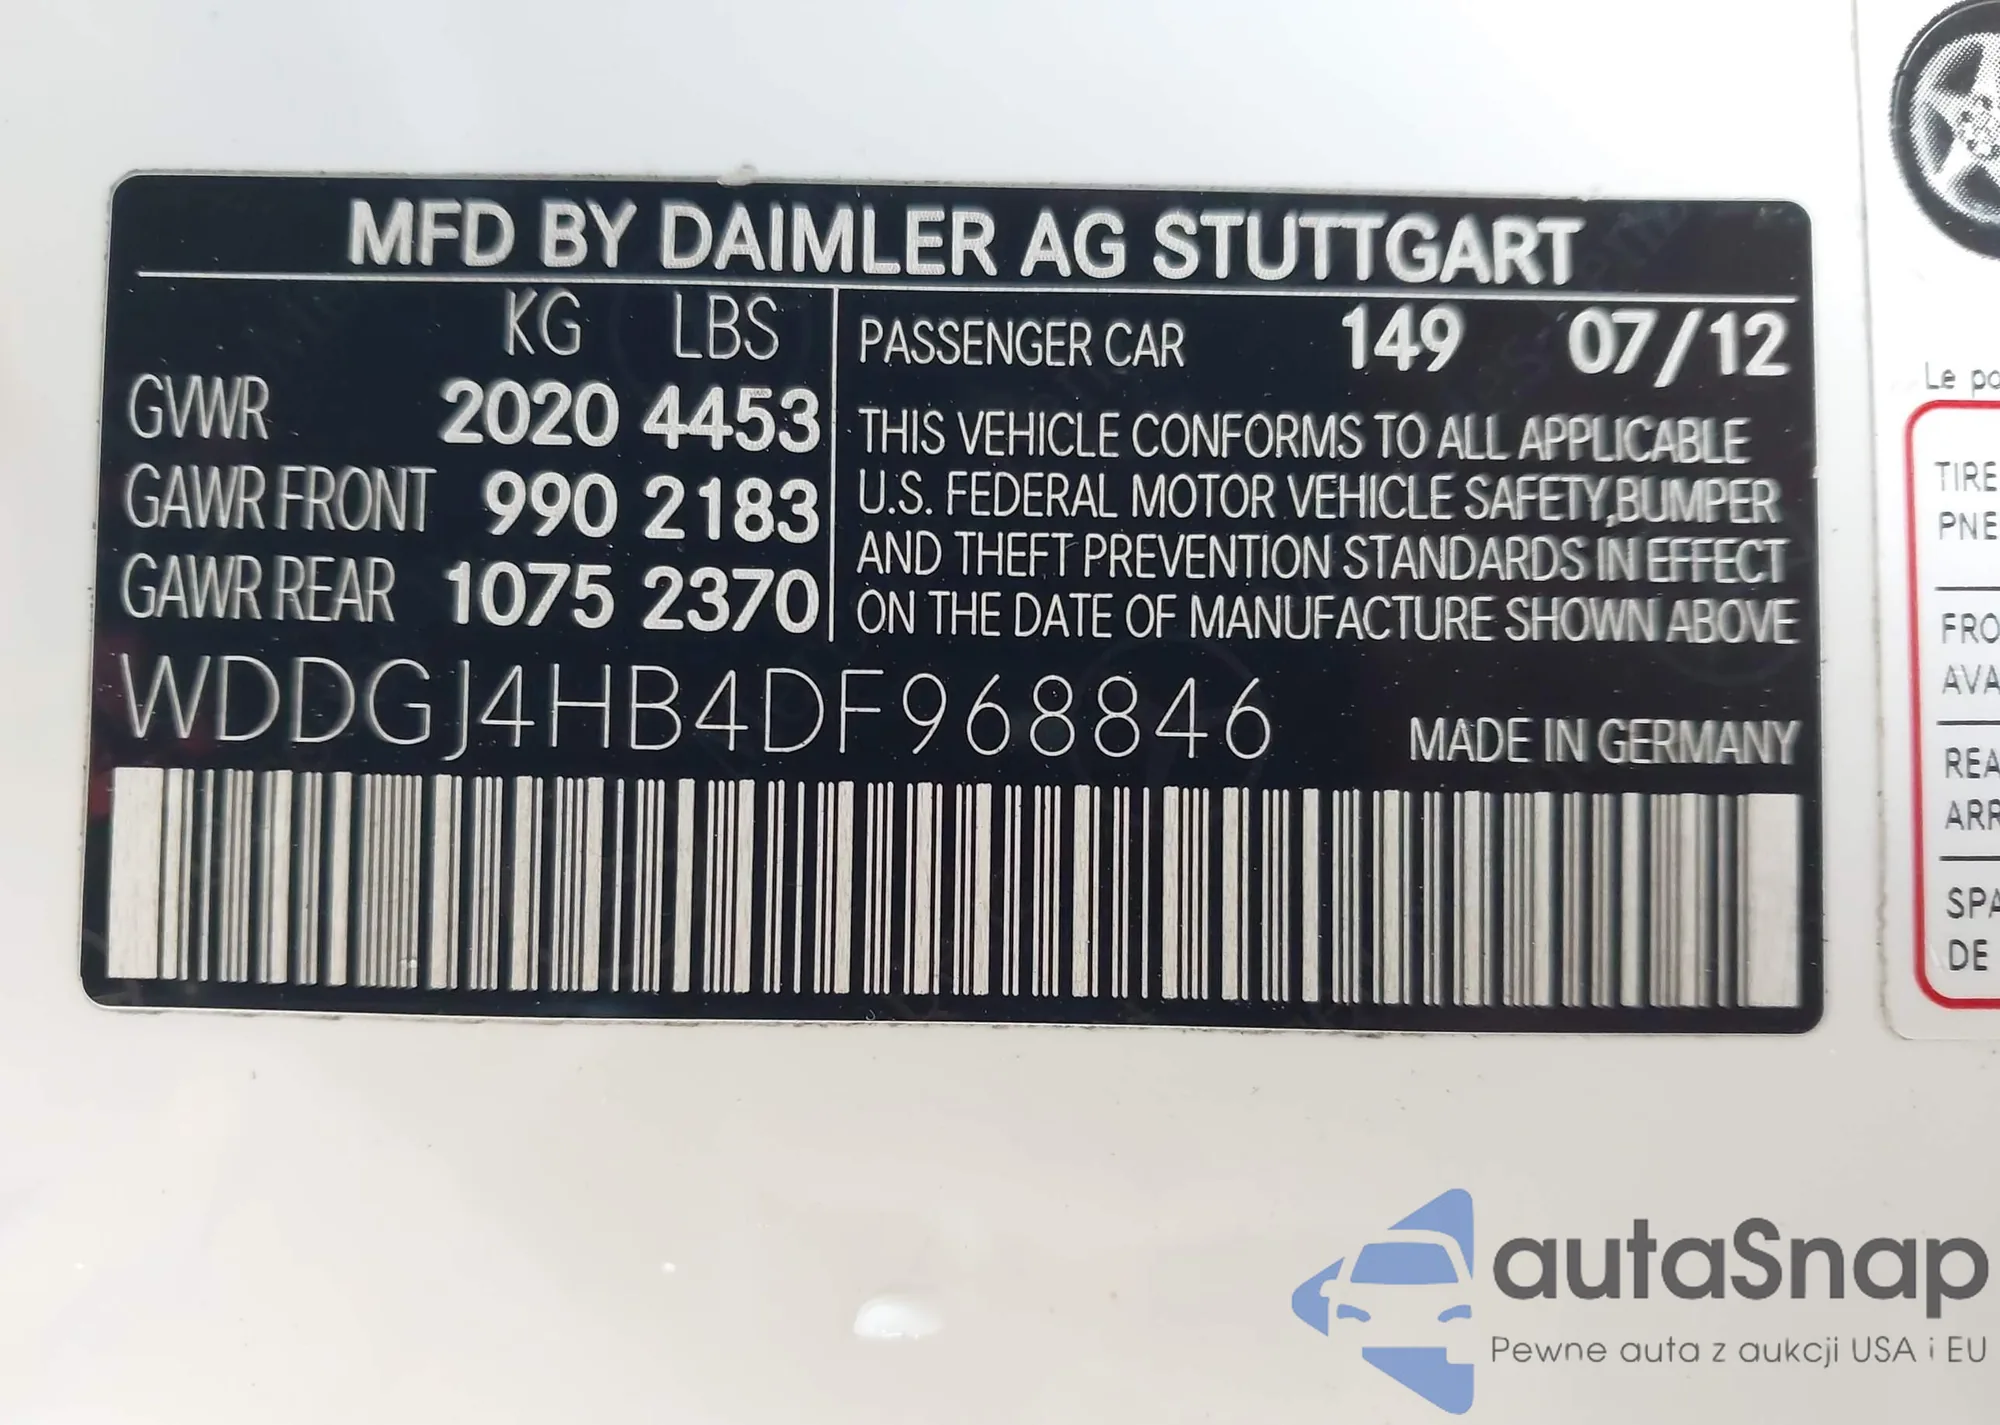 MFD BY DAIMLER AG STUTTGART
KG LBS
GVWR 2020 4453
GAWR FRONT 990 2183
GAWR REAR 1075 2370
PASSENGER CAR 149 07/12
THIS VEHICLE CONFORMS TO ALL APPLICABLE
U.S. FEDERAL MOTOR VEHICLE SAFETY,BUMPER
AND THEFT PREVENTION STANDARDS IN EFFECT
ON THE DATE OF MANUFACTURE SHOWN ABOVE
WDDGJ4HB4DF968846
MADE IN GERMANY
Le
TIRE
DE
autaSnap
Pewne auta z aukcji USA i EU